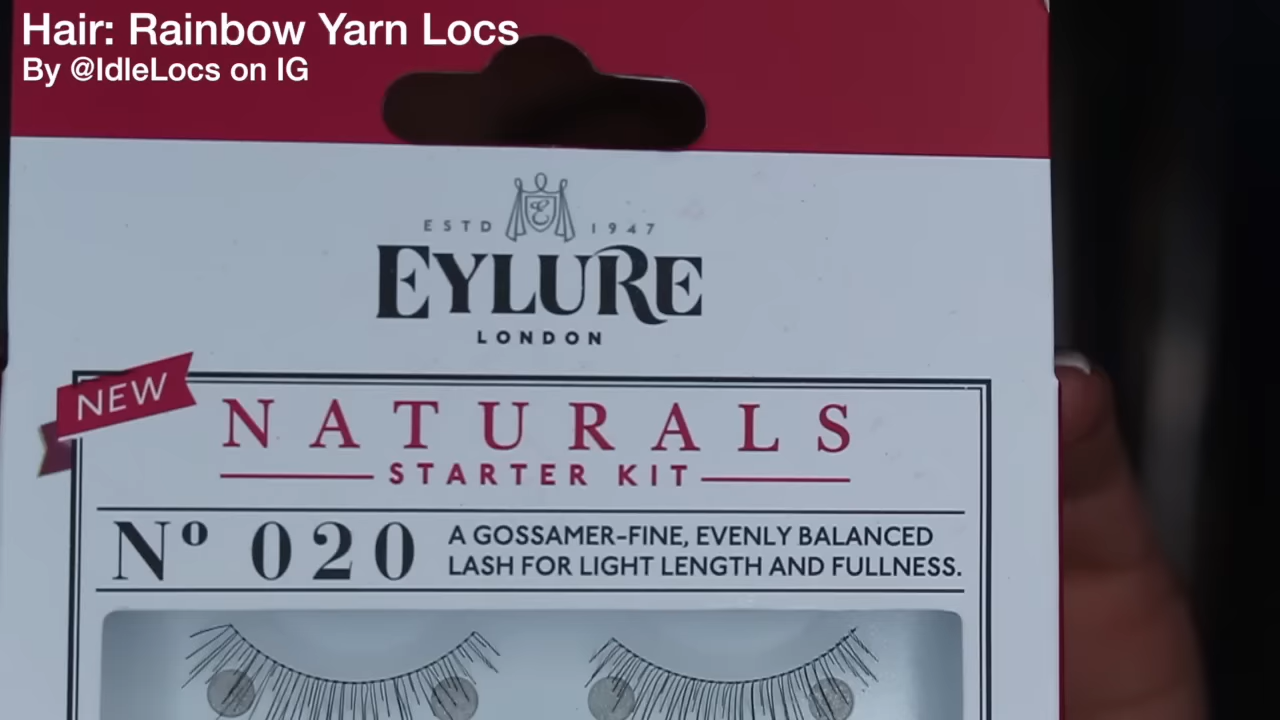 Hair: Rainbow Yarn Locs
By @IdleLocs on IG
ESTD 1947
EYLURE
LONDON
NEW
NATURALS
STARTER KIT
Nº 020
A GOSSAMER-FINE, EVENLY BALANCED
LASH FOR LIGHT LENGTH AND FULLNESS.